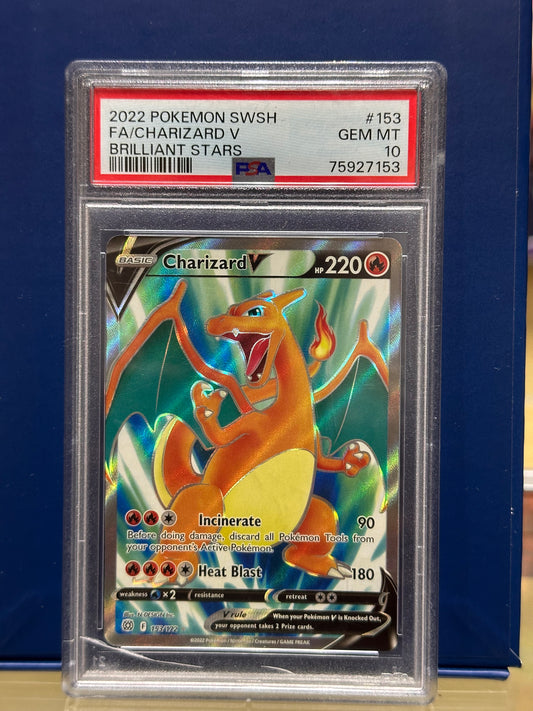 2022 POKEMON SWSH #153
FA/CHARIZARD V GEM MT
BRILLIANT STARS 10
PSA 75927153
BASIC Charizard V HP 220
Incinerate 90
Before doing damage, discard all Pokémon Tools from
your opponent's Active Pokémon.
Heat Blast 180
weakness ×2 resistance retreat
V rule When your Pokémon V is Knocked Out,
your opponent takes 2 Prize cards.
F 153/172
©2022 Pokémon / Nintendo / Creatures / GAME FREAK